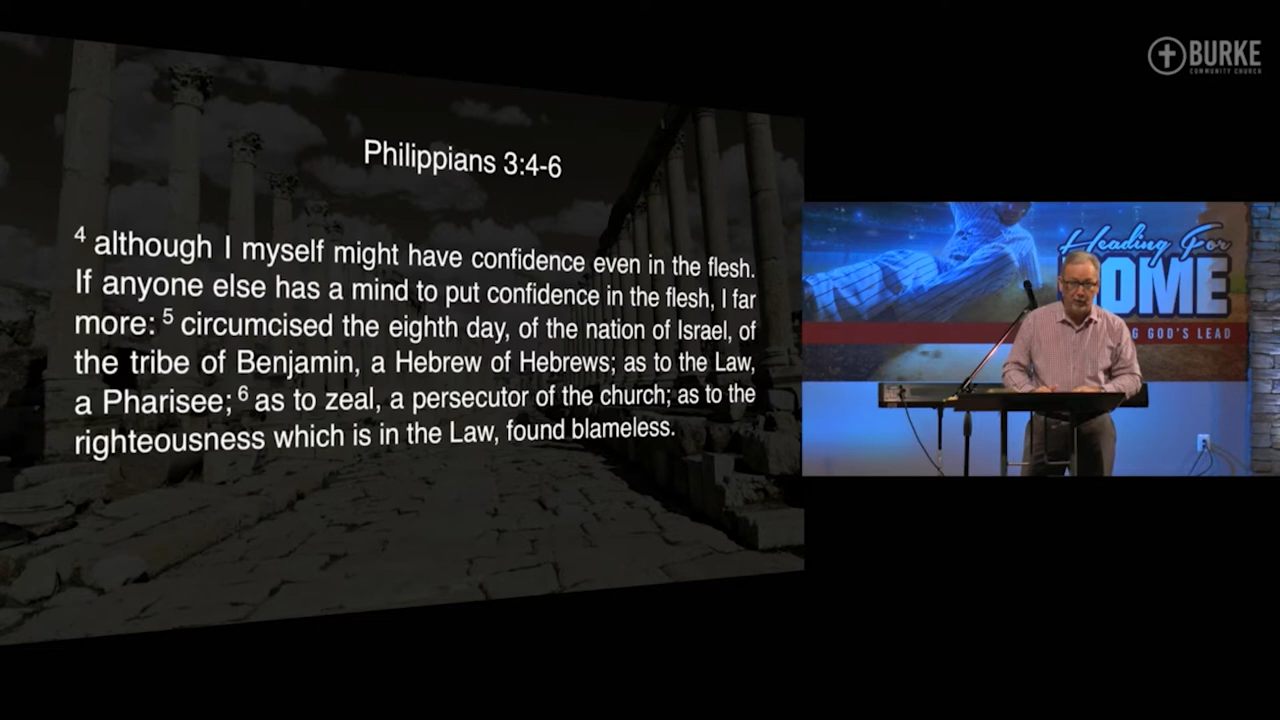 BURKE
COMMUNITY CHURCH
Philippians 3:4-6
4 although I myself might have confidence even in the flesh.
If anyone else has a mind to put confidence in the flesh, I far
more: 5 circumcised the eighth day, of the nation of Israel, of
the tribe of Benjamin, a Hebrew of Hebrews; as to the Law,
a Pharisee; 6 as to zeal, a persecutor of the church; as to the
righteousness which is in the Law, found blameless.
Heading For
OME
G GOD'S LEAD